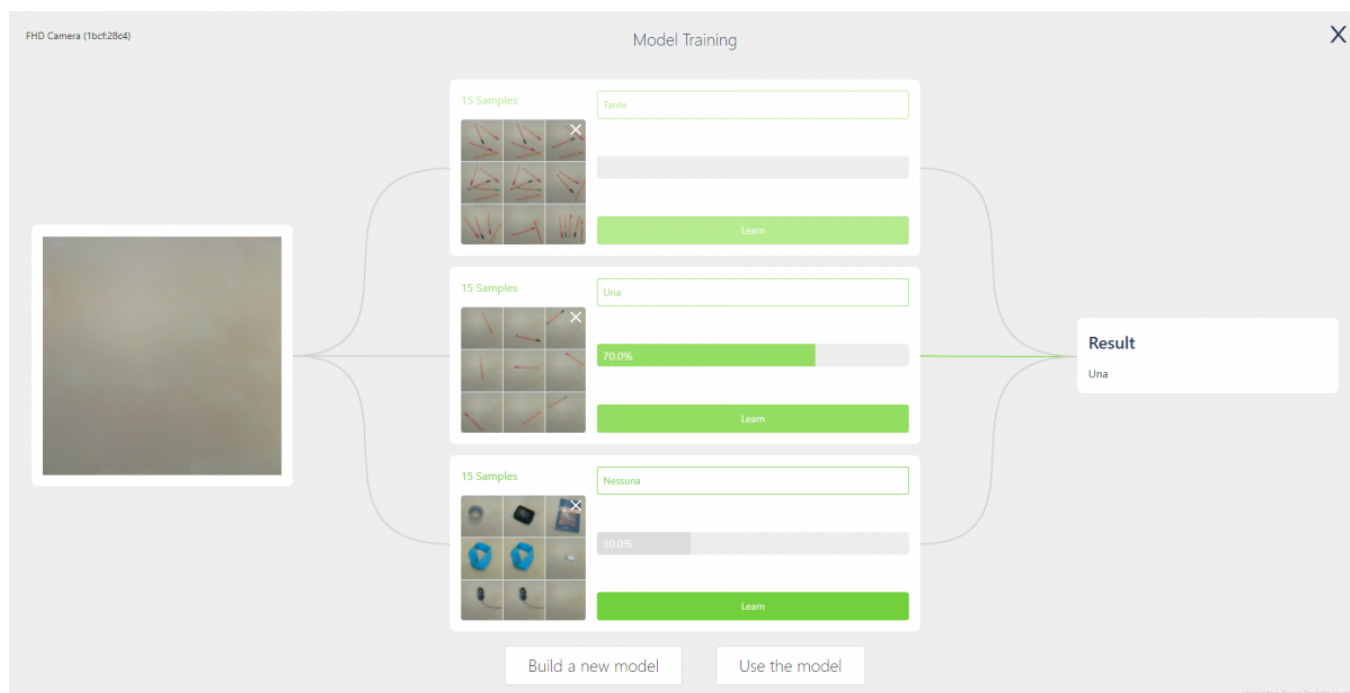 FHD Camera (1bcf:28c4)
Model Training
X
15 Samples
Tante
Learn
15 Samples
Una
70.0%
Learn
15 Samples
Nessuna
30.0%
Learn
Result
Una
Build a new model
Use the model